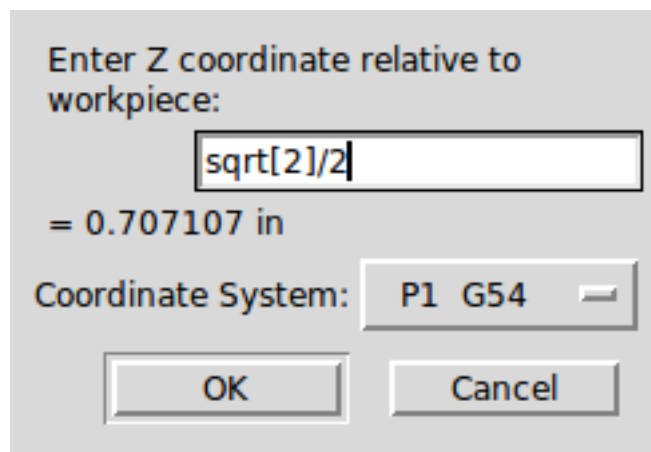 Enter Z coordinate relative to
workpiece:
sqrt[2]/2
= 0.707107 in
Coordinate System: P1 G54
OK Cancel